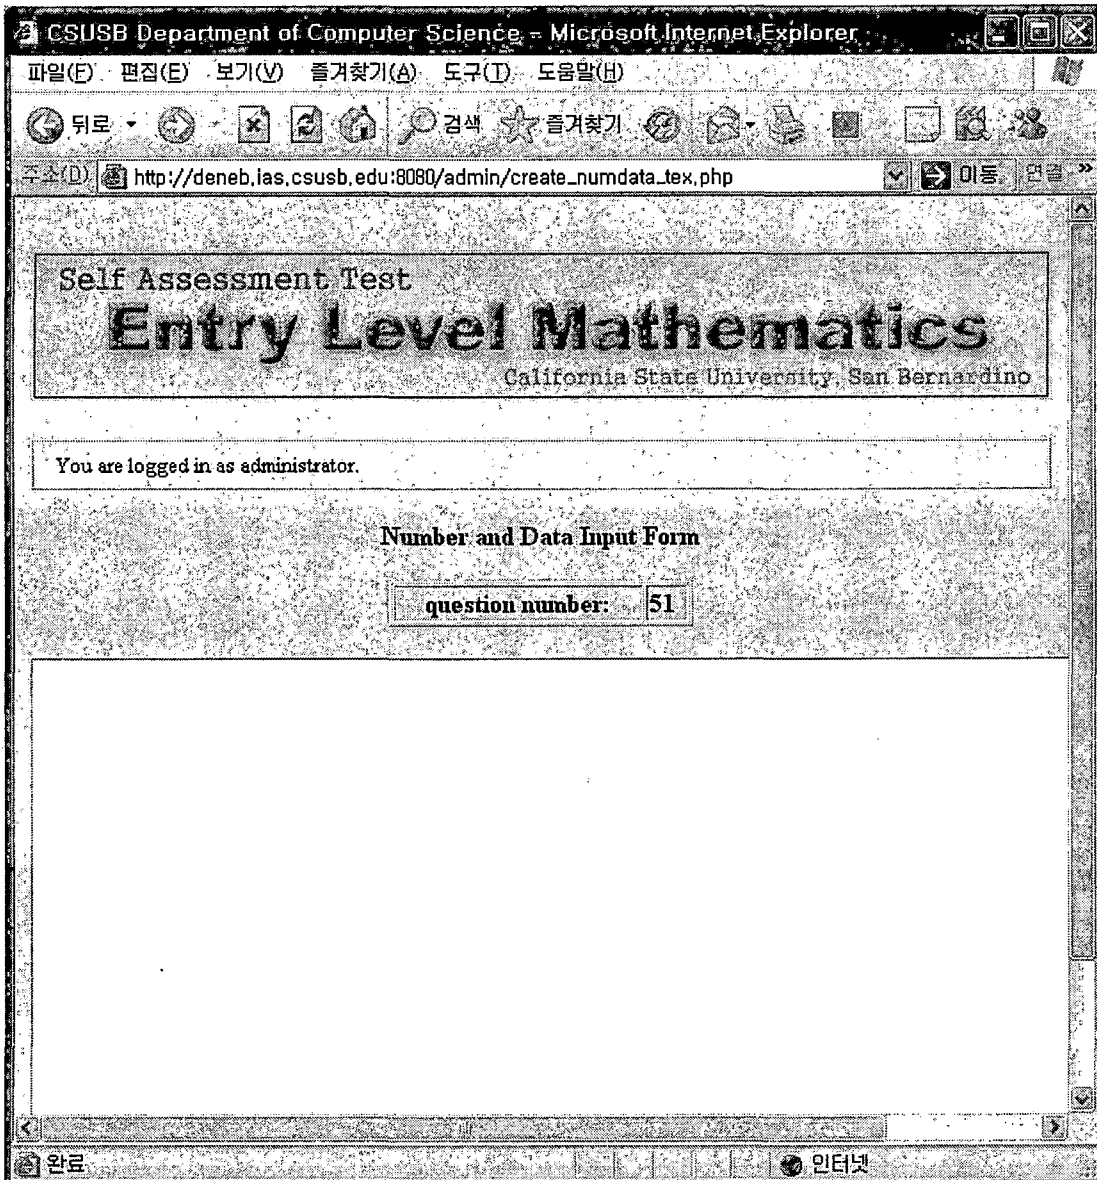 CSUSB Department of Computer Science - Microsoft Internet Explorer
파일(F) 편집(E) 보기(V) 즐겨찾기(A) 도구(T) 도움말(H)
뒤로 검색 즐겨찾기
주소(D) http://deneb.ias.csusb.edu:8080/admin/create_numdata_tex.php 이동 연결 »
Self Assessment Test
Entry Level Mathematics
California State University, San Bernardino
You are logged in as administrator.
Number and Data Input Form
question number: 51
완료 인터넷